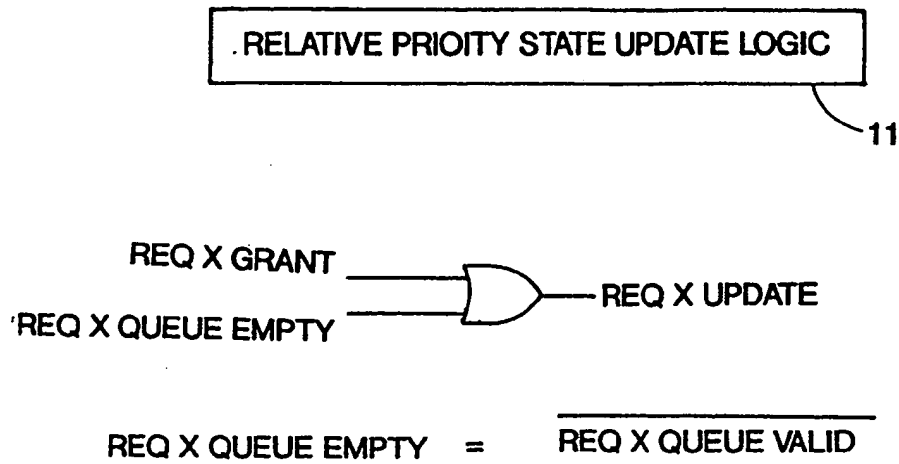 RELATIVE PRIOITY STATE UPDATE LOGIC
11
REQ X GRANT
REQ X UPDATE
REQ X QUEUE EMPTY
REQ X QUEUE EMPTY = REQ X QUEUE VALID